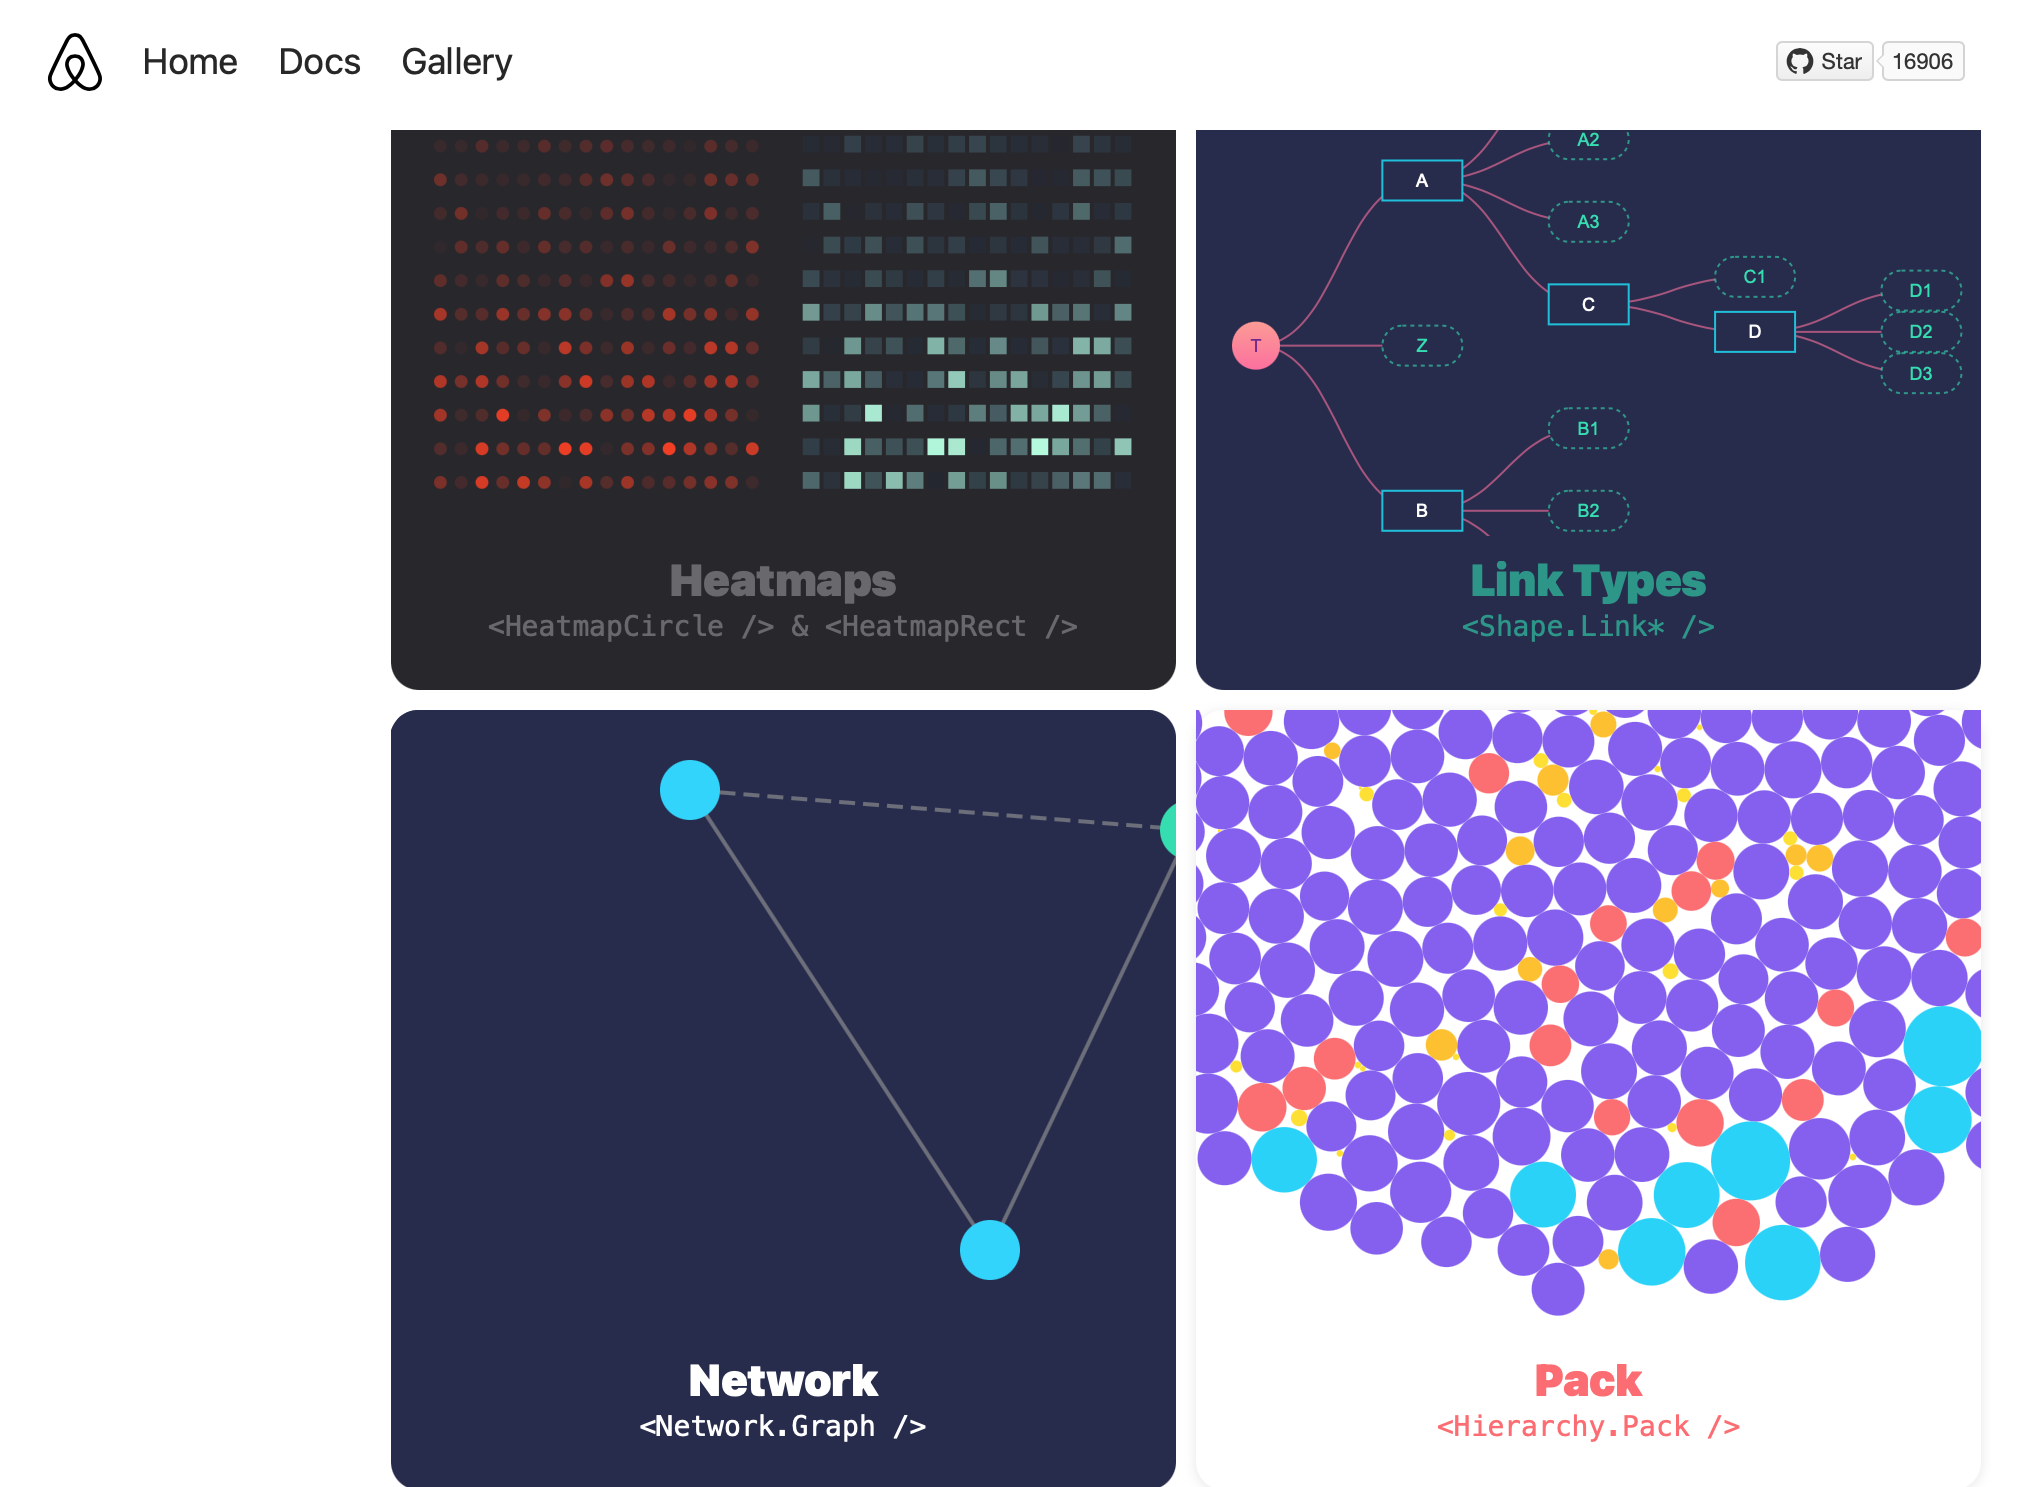 Home Docs Gallery
Star 16906
A2
A
A3
C1
D1
C
D2
D
T
Z
D3
B1
B
B2
Heatmaps
<HeatmapCircle /> & <HeatmapRect />
Link Types
<Shape.Link* />
Network
<Network.Graph />
Pack
<Hierarchy.Pack />